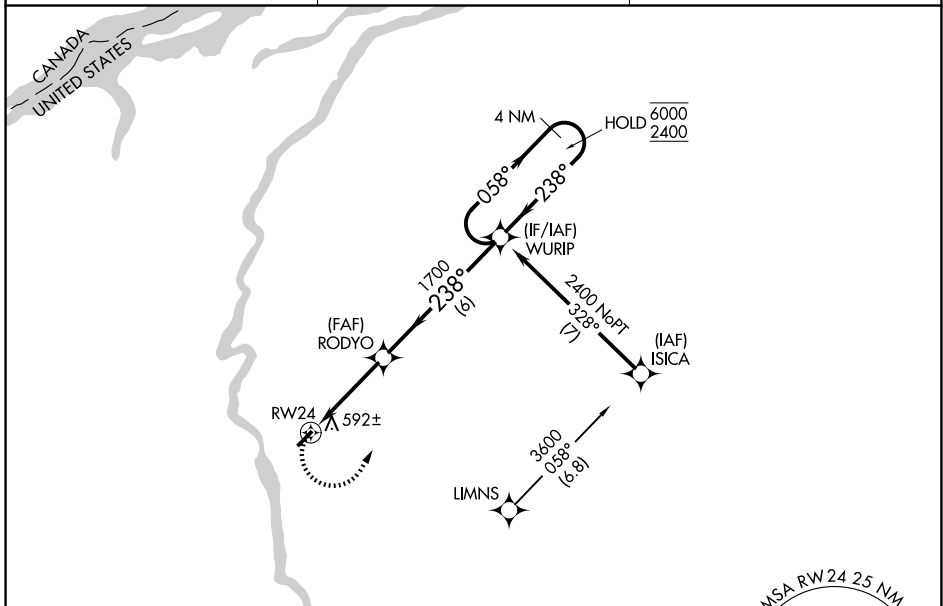 CANADA
UNITED STATES
4 NM
HOLD 6000
2400
058°
238°
(IF/IAF)
WURIP
1700
238°
(6)
2400 NoPT
328°
(7)
(FAF)
RODYO
(IAF)
ISICA
RW24
592±
3600
058°
(6.8)
LIMNS
MSA RW24 25 NM